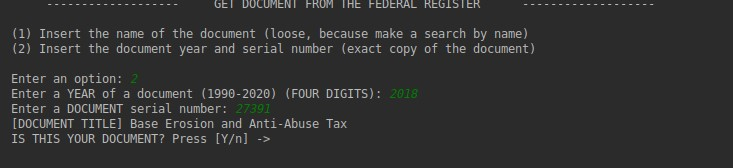 ------------------- GET DOCUMENT FROM THE FEDERAL REGISTER -------------------
(1) Insert the name of the document (loose, because make a search by name)
(2) Insert the document year and serial number (exact copy of the document)
Enter an option: 2
Enter a YEAR of a document (1990-2020) (FOUR DIGITS): 2018
Enter a DOCUMENT serial number: 27391
[DOCUMENT TITLE] Base Erosion and Anti-Abuse Tax
IS THIS YOUR DOCUMENT? Press [Y/n] ->